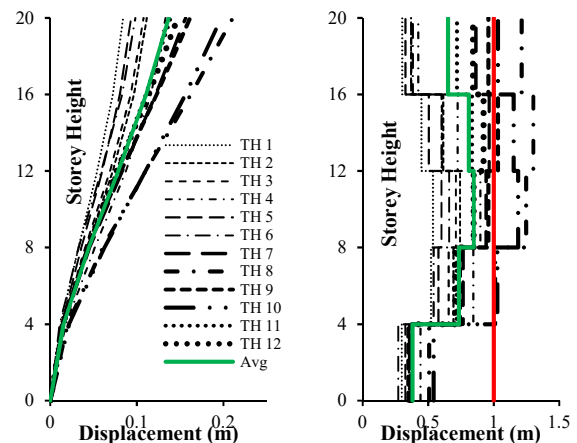 20
16
12
8
4
0
Storey Height
TH 1
TH 2
TH 3
TH 4
TH 5
TH 6
TH 7
TH 8
TH 9
TH 10
TH 11
TH 12
Avg
0 0.1 0.2
Displacement (m)
20
16
12
8
4
0
Storey Height
0 0.5 1 1.5
Displacement (m)